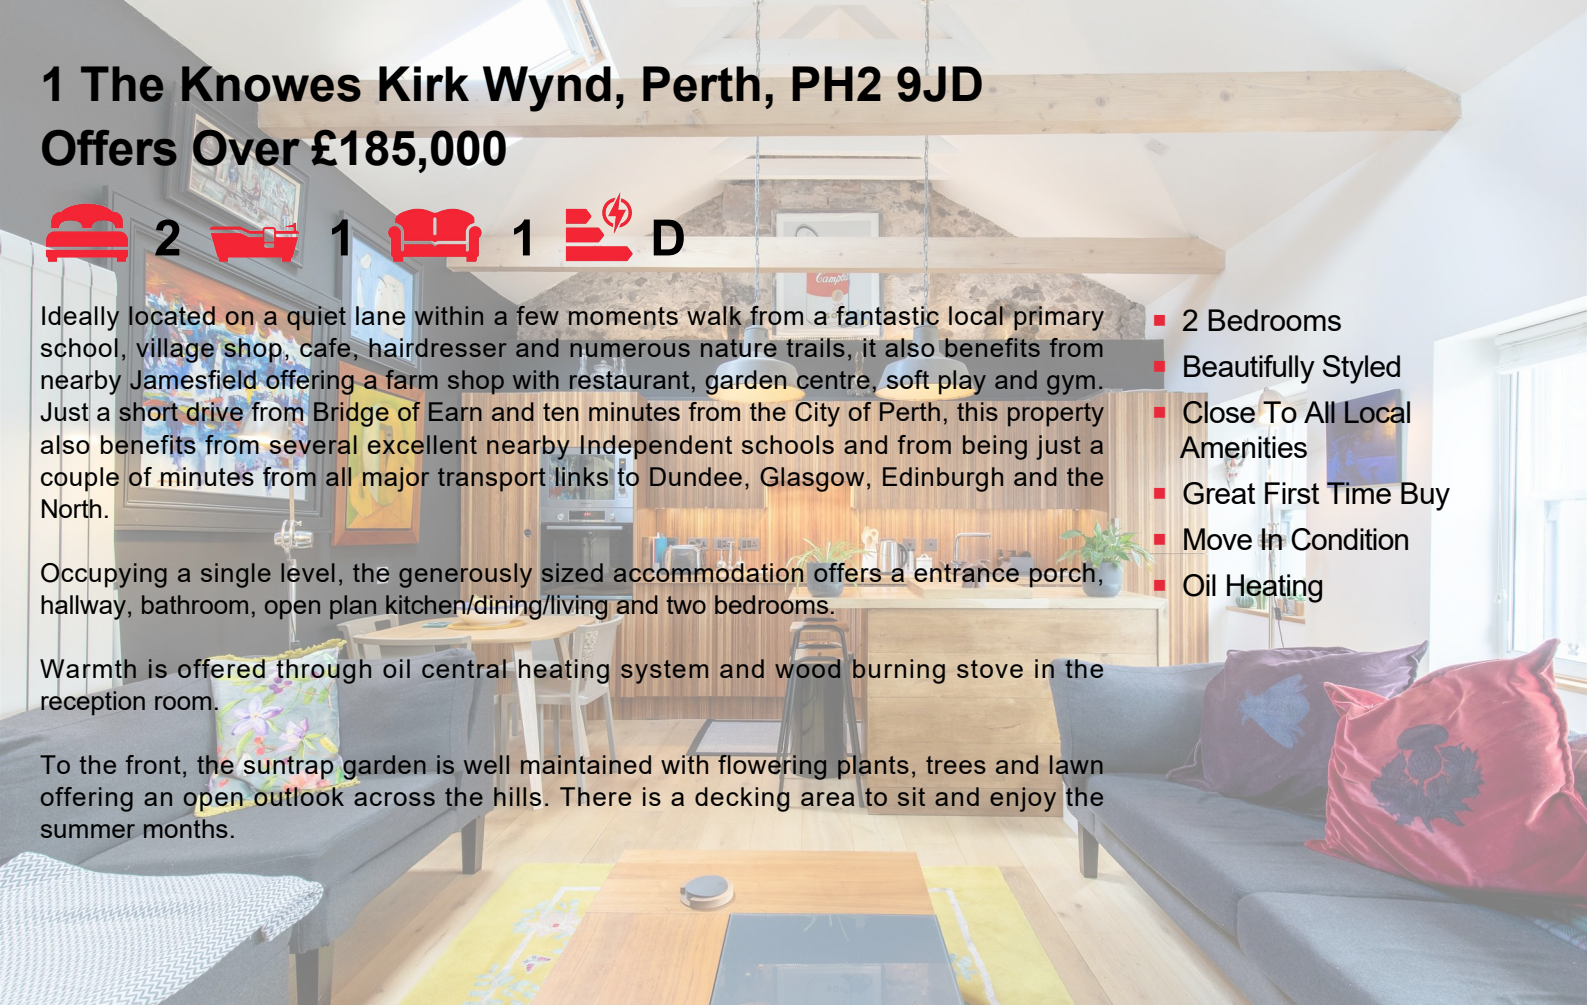 1 The Knowes Kirk Wynd, Perth, PH2 9JD
Offers Over £185,000
2 1 1 D
Ideally located on a quiet lane within a few moments walk from a fantastic local primary
school, village shop, cafe, hairdresser and numerous nature trails, it also benefits from
nearby Jamesfield offering a farm shop with restaurant, garden centre, soft play and gym.
Just a short drive from Bridge of Earn and ten minutes from the City of Perth, this property
also benefits from several excellent nearby Independent schools and from being just a
couple of minutes from all major transport links to Dundee, Glasgow, Edinburgh and the
North.
Occupying a single level, the generously sized accommodation offers a entrance porch,
hallway, bathroom, open plan kitchen/dining/living and two bedrooms.
Warmth is offered through oil central heating system and wood burning stove in the
reception room.
To the front, the suntrap garden is well maintained with flowering plants, trees and lawn
offering an open outlook across the hills. There is a decking area to sit and enjoy the
summer months.
2 Bedrooms
Beautifully Styled
Close To All Local
Amenities
Great First Time Buy
Move In Condition
Oil Heating